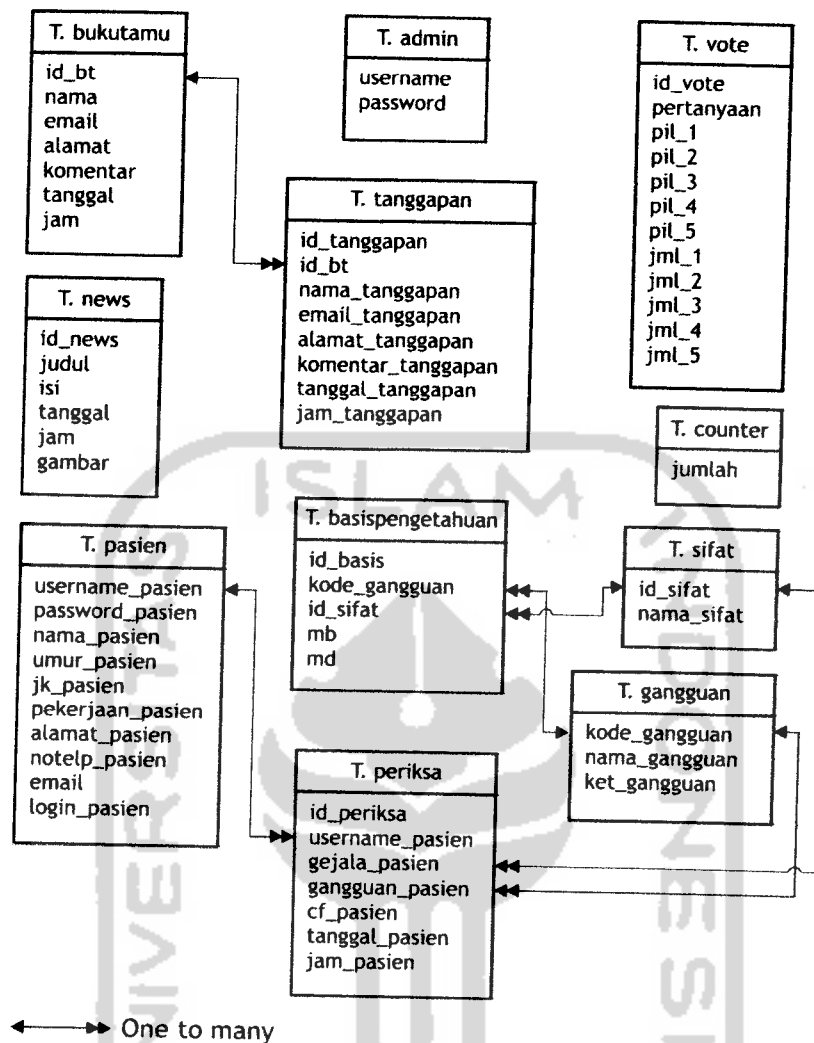 T. bukutamu
id_bt
nama
email
alamat
komentar
tanggal
jam
T. admin
username
password
T. vote
id_vote
pertanyaan
pil_1
pil_2
pil_3
pil_4
pil_5
jml_1
jml_2
jml_3
jml_4
jml_5
T. tanggapan
id_tanggapan
id_bt
nama_tanggapan
email_tanggapan
alamat_tanggapan
komentar_tanggapan
tanggal_tanggapan
jam_tanggapan
T. news
id_news
judul
isi
tanggal
jam
gambar
T. counter
jumlah
T. pasien
username_pasien
password_pasien
nama_pasien
umur_pasien
jk_pasien
pekerjaan_pasien
alamat_pasien
notelp_pasien
email
login_pasien
T. basispengetahuan
id_basis
kode_gangguan
id_sifat
mb
md
T. sifat
id_sifat
nama_sifat
T. gangguan
kode_gangguan
nama_gangguan
ket_gangguan
T. periksa
id_periksa
username_pasien
gejala_pasien
gangguan_pasien
cf_pasien
tanggal_pasien
jam_pasien
One to many
ISLAM